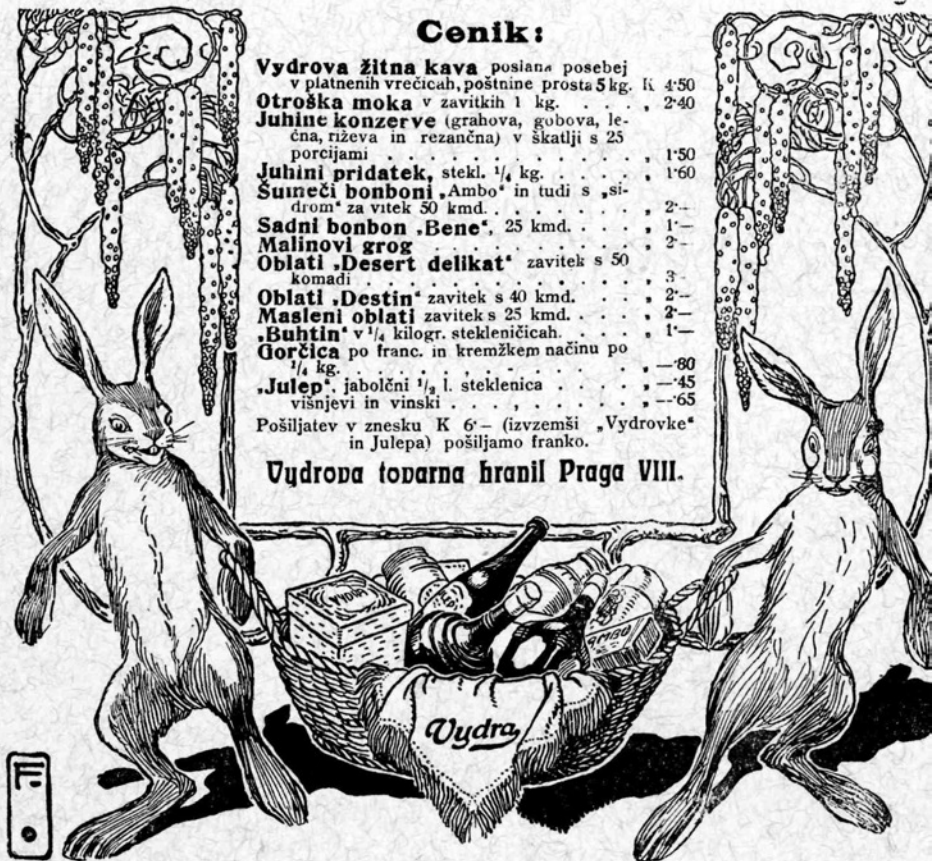 Cenik:
Vydrova žitna kava poslana posebej
v platnenih vrečicah, poštnine prosta 5 kg. K 4·50
Otroška moka v zavitkih 1 kg. . . . „ 2·40
Juhine konzerve (grahova, gobova, le-
čna, riževa in rezančna) v škatlji s 25
porcijami . . . . . . . . . . . „ 1·50
Juhini pridatek, stekl. ¼ kg. . . . . „ 1·60
Šumeči bonboni „Ambo“ in tudi s „si-
drom“ za vitek 50 kmd. . . . . . . „ 2·—
Sadni bonbon „Bene“, 25 kmd. . . . „ 1·—
Malinovi grog . . . . . . . . . . „ 2·—
Oblati „Desert delikat“ zavitek s 50
komadi . . . . . . . . . . . . „ 3·—
Oblati „Destin“ zavitek s 40 kmd. . . . „ 2·—
Masleni oblati zavitek s 25 kmd. . . . „ 2·—
„Buhtin“ v ¼ kilogr. stekleničicah. . . . „ 1·—
Gorčica po franc. in kremžkem načinu po
¼ kg. . . . . . . . . . . . . „ —·80
„Julep“, jabolčni ½ l. steklenica . . . . „ —·45
višnjevi in vinski . . . . . . . . „ —·65
Pošiljatev v znesku K 6·— (izvzemši „Vydrovke“
in Julepa) pošiljamo franko.
Vydrova tovarna hranil Praga VIII.
AMBO
Vydra
F.